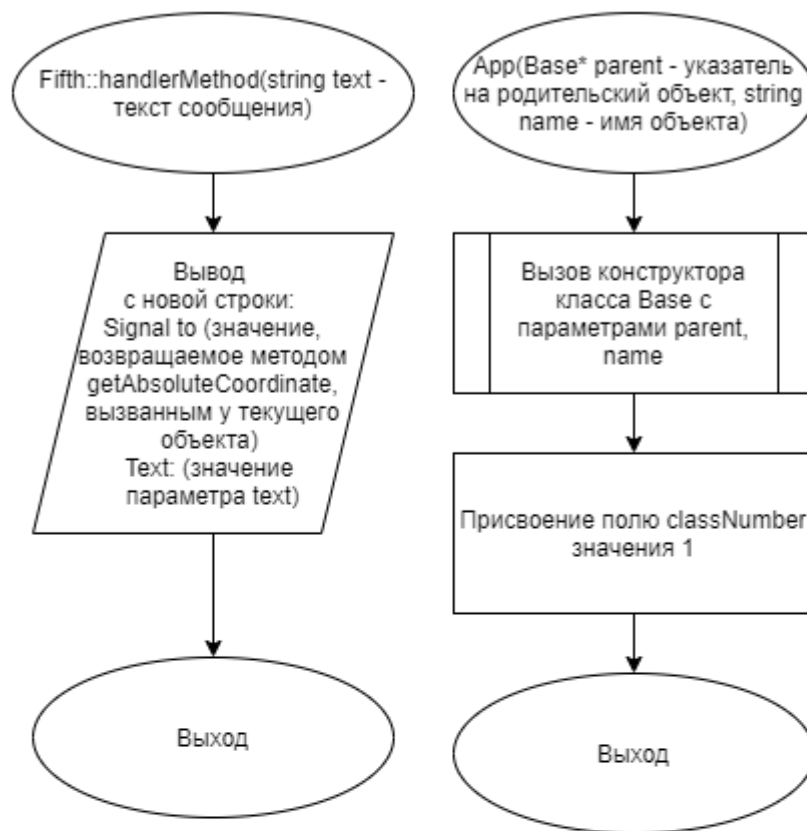 Fifth::handlerMethod(string text -
текст сообщения)
Вывод
с новой строки:
Signal to (значение,
возвращаемое методом
getAbsoluteCoordinate,
вызванным у текущего
объекта)
Text: (значение
параметра text)
Выход
App(Base* parent - указатель
на родительский объект, string
name - имя объекта)
Вызов конструктора
класса Base с
параметрами parent,
name
Присвоение полю classNumber
значения 1
Выход